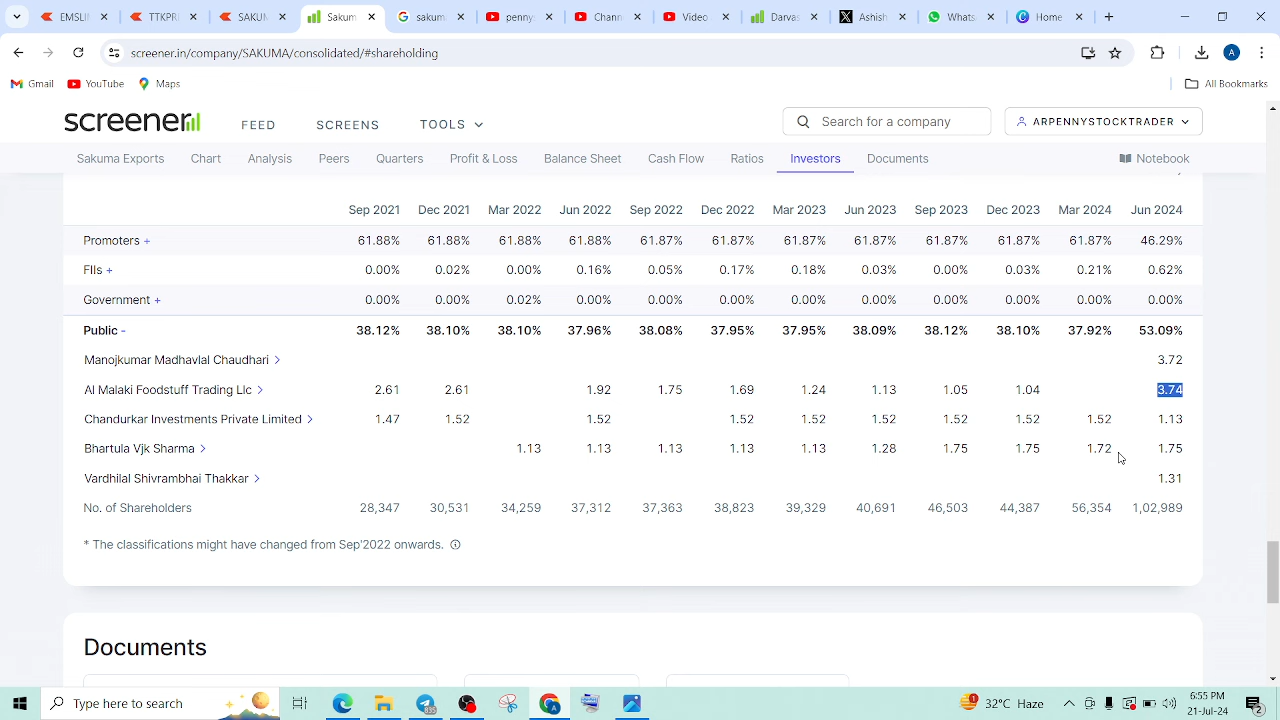 EMSLI
TTKPR
SAKUM
Sakum
sakum
penny
Chann
Video
Darvas
Ashish
Whats
Home
screener.in/company/SAKUMA/consolidated/#shareholding
Gmail YouTube Maps All Bookmarks
screener FEED SCREENS TOOLS Search for a company ARPENNYSTOCKTRADER
Sakuma Exports Chart Analysis Peers Quarters Profit & Loss Balance Sheet Cash Flow Ratios Investors Documents Notebook
Sep 2021 Dec 2021 Mar 2022 Jun 2022 Sep 2022 Dec 2022 Mar 2023 Jun 2023 Sep 2023 Dec 2023 Mar 2024 Jun 2024
Promoters + 61.88% 61.88% 61.88% 61.88% 61.87% 61.87% 61.87% 61.87% 61.87% 61.87% 61.87% 46.29%
FIIs + 0.00% 0.02% 0.00% 0.16% 0.05% 0.17% 0.18% 0.03% 0.00% 0.03% 0.21% 0.62%
Government + 0.00% 0.00% 0.02% 0.00% 0.00% 0.00% 0.00% 0.00% 0.00% 0.00% 0.00% 0.00%
Public - 38.12% 38.10% 38.10% 37.96% 38.08% 37.95% 37.95% 38.09% 38.12% 38.10% 37.92% 53.09%
Manojkumar Madhavlal Chaudhari 3.72
Al Malaki Foodstuff Trading Llc 2.61 2.61 1.92 1.75 1.69 1.24 1.13 1.05 1.04 3.74
Chandurkar Investments Private Limited 1.47 1.52 1.52 1.52 1.52 1.52 1.52 1.52 1.52 1.13
Bhartula Vjk Sharma 1.13 1.13 1.13 1.13 1.13 1.28 1.75 1.75 1.72 1.75
Vardhilal Shivrambhai Thakkar 1.31
No. of Shareholders 28,347 30,531 34,259 37,312 37,363 38,823 39,329 40,691 46,503 44,387 56,354 1,02,989
* The classifications might have changed from Sep'2022 onwards.
Documents
Type here to search
32°C Haze
6:55 PM
21-Jul-24